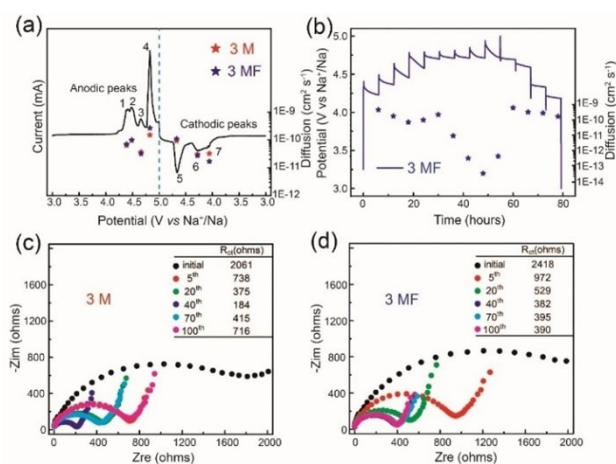 (a)
4
★ 3 M
★ 3 MF
Anodic peaks
1 2
3
Cathodic peaks
5
6
7
Current (mA)
Diffusion (cm² s⁻¹)
1E-9
1E-10
1E-11
1E-12
3.0 3.5 4.0 4.5 5.0 4.5 4.0 3.5 3.0
Potential (V vs Na⁺/Na)
(b)
5.0
4.5
4.0
3.5
3.0
Potential (V vs Na⁺/Na)
3 MF
1E-9
1E-10
1E-11
1E-12
1E-13
1E-14
Diffusion (cm² s⁻¹)
0 20 40 60 80
Time (hours)
(c)
3 M
Rct(ohms)
initial 2061
5th 738
20th 375
40th 184
70th 415
100th 716
1600
1200
800
400
0
-Zim (ohms)
0 400 800 1200 1600 2000
Zre (ohms)
(d)
3 MF
Rct(ohms)
initial 2418
5th 972
20th 529
40th 382
70th 395
100th 390
1600
1200
800
400
0
-Zim (ohms)
0 400 800 1200 1600 2000
Zre (ohms)